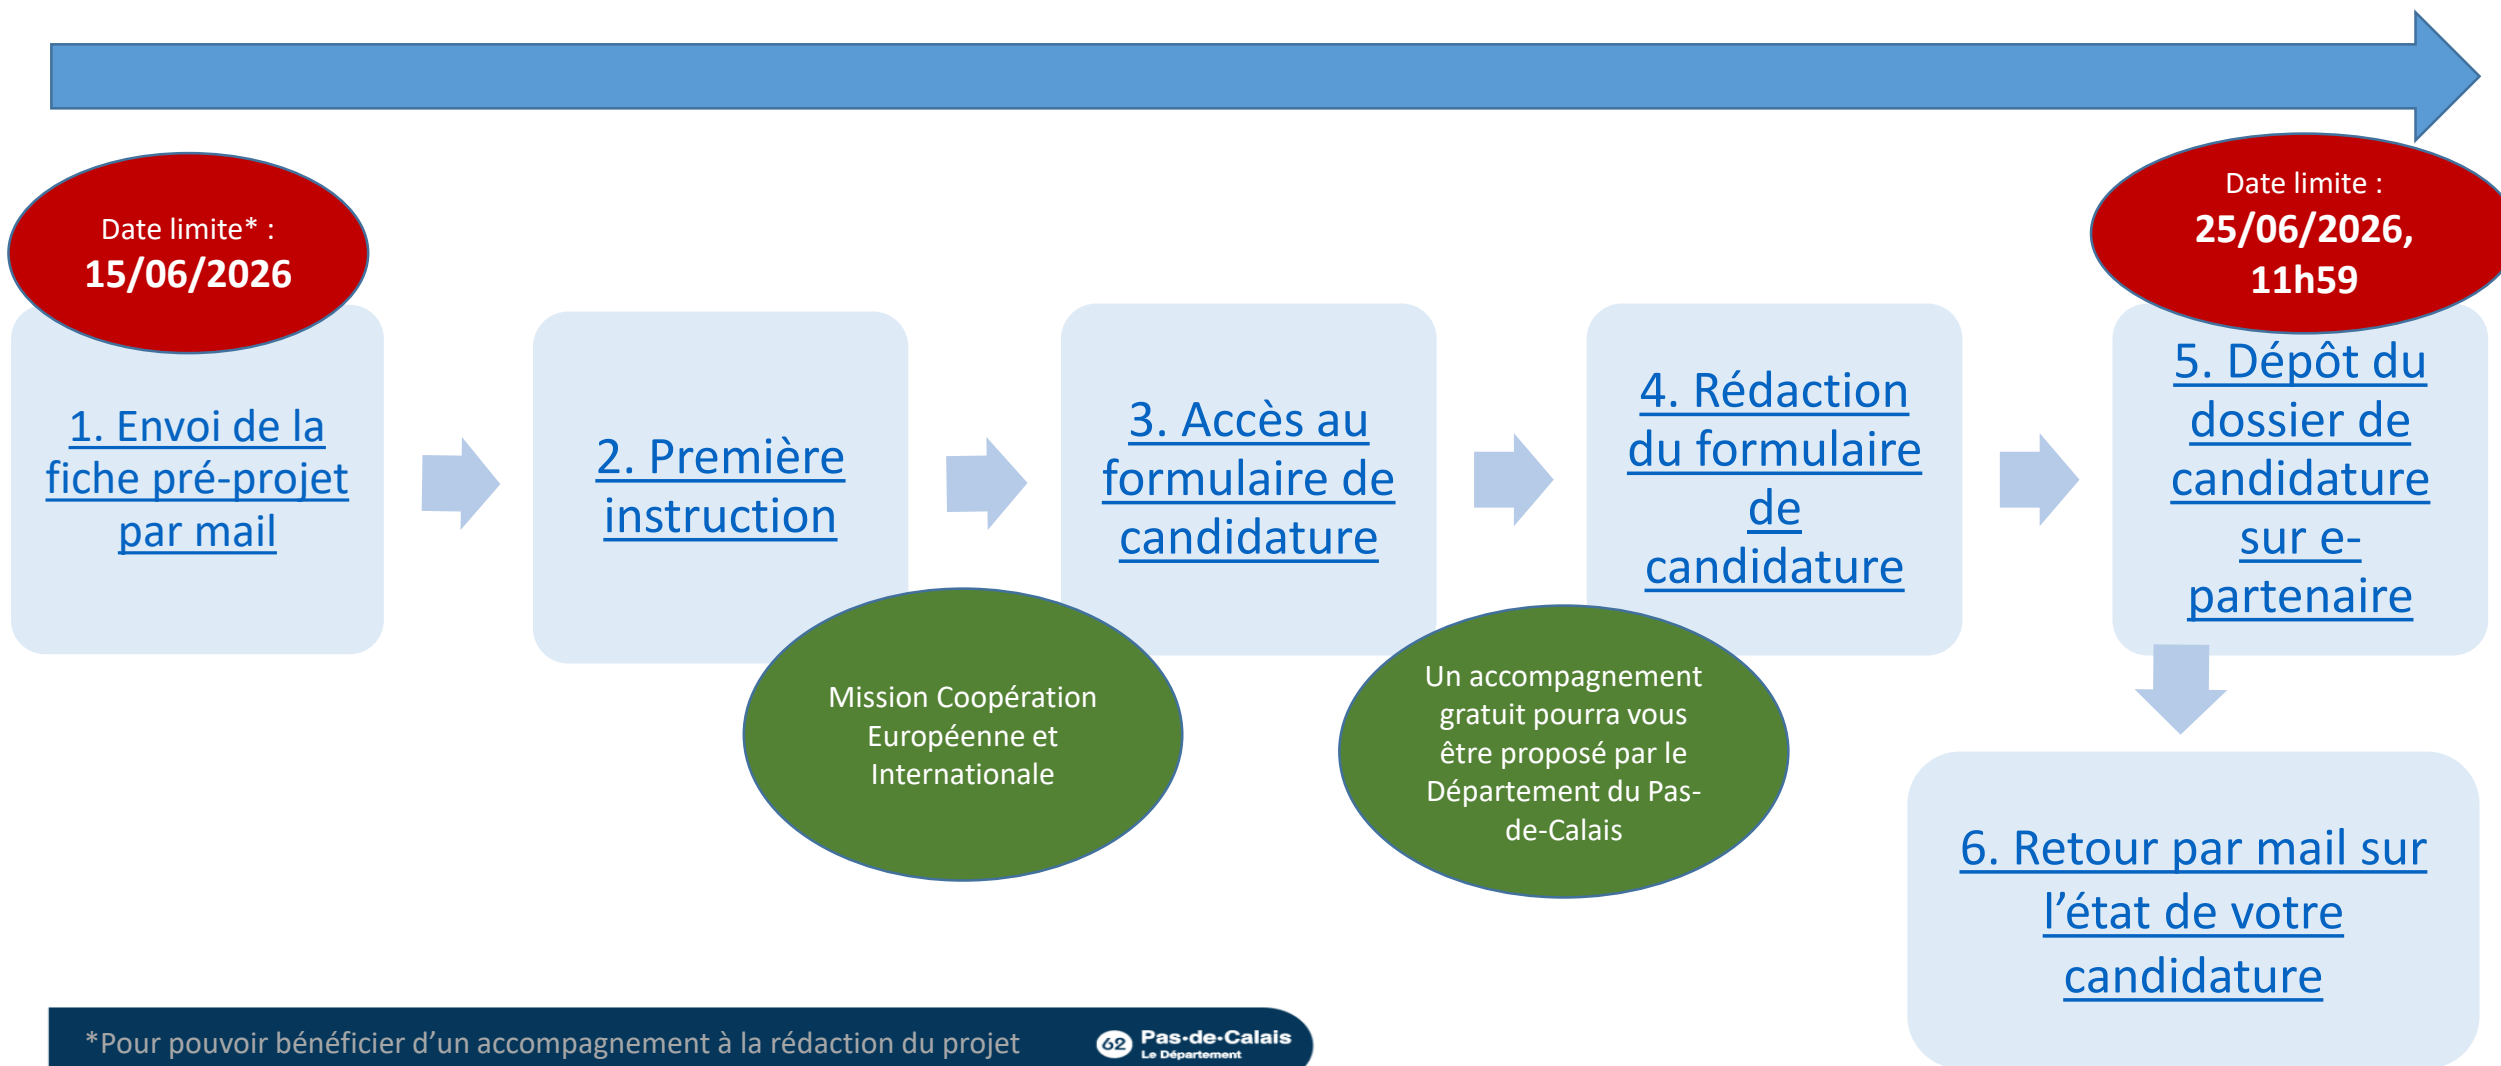 Date limite* :
15/06/2026
Date limite :
25/06/2026,
11h59
1. Envoi de la
fiche pré-projet
par mail
2. Première
instruction
3. Accès au
formulaire de
candidature
4. Rédaction
du formulaire
de
candidature
5. Dépôt du
dossier de
candidature
sur e-
partenaire
Mission Coopération
Européenne et
Internationale
Un accompagnement
gratuit pourra vous
être proposé par le
Département du Pas-
de-Calais
6. Retour par mail sur
l’état de votre
candidature
*Pour pouvoir bénéficier d’un accompagnement à la rédaction du projet
62 Pas-de-Calais
Le Département